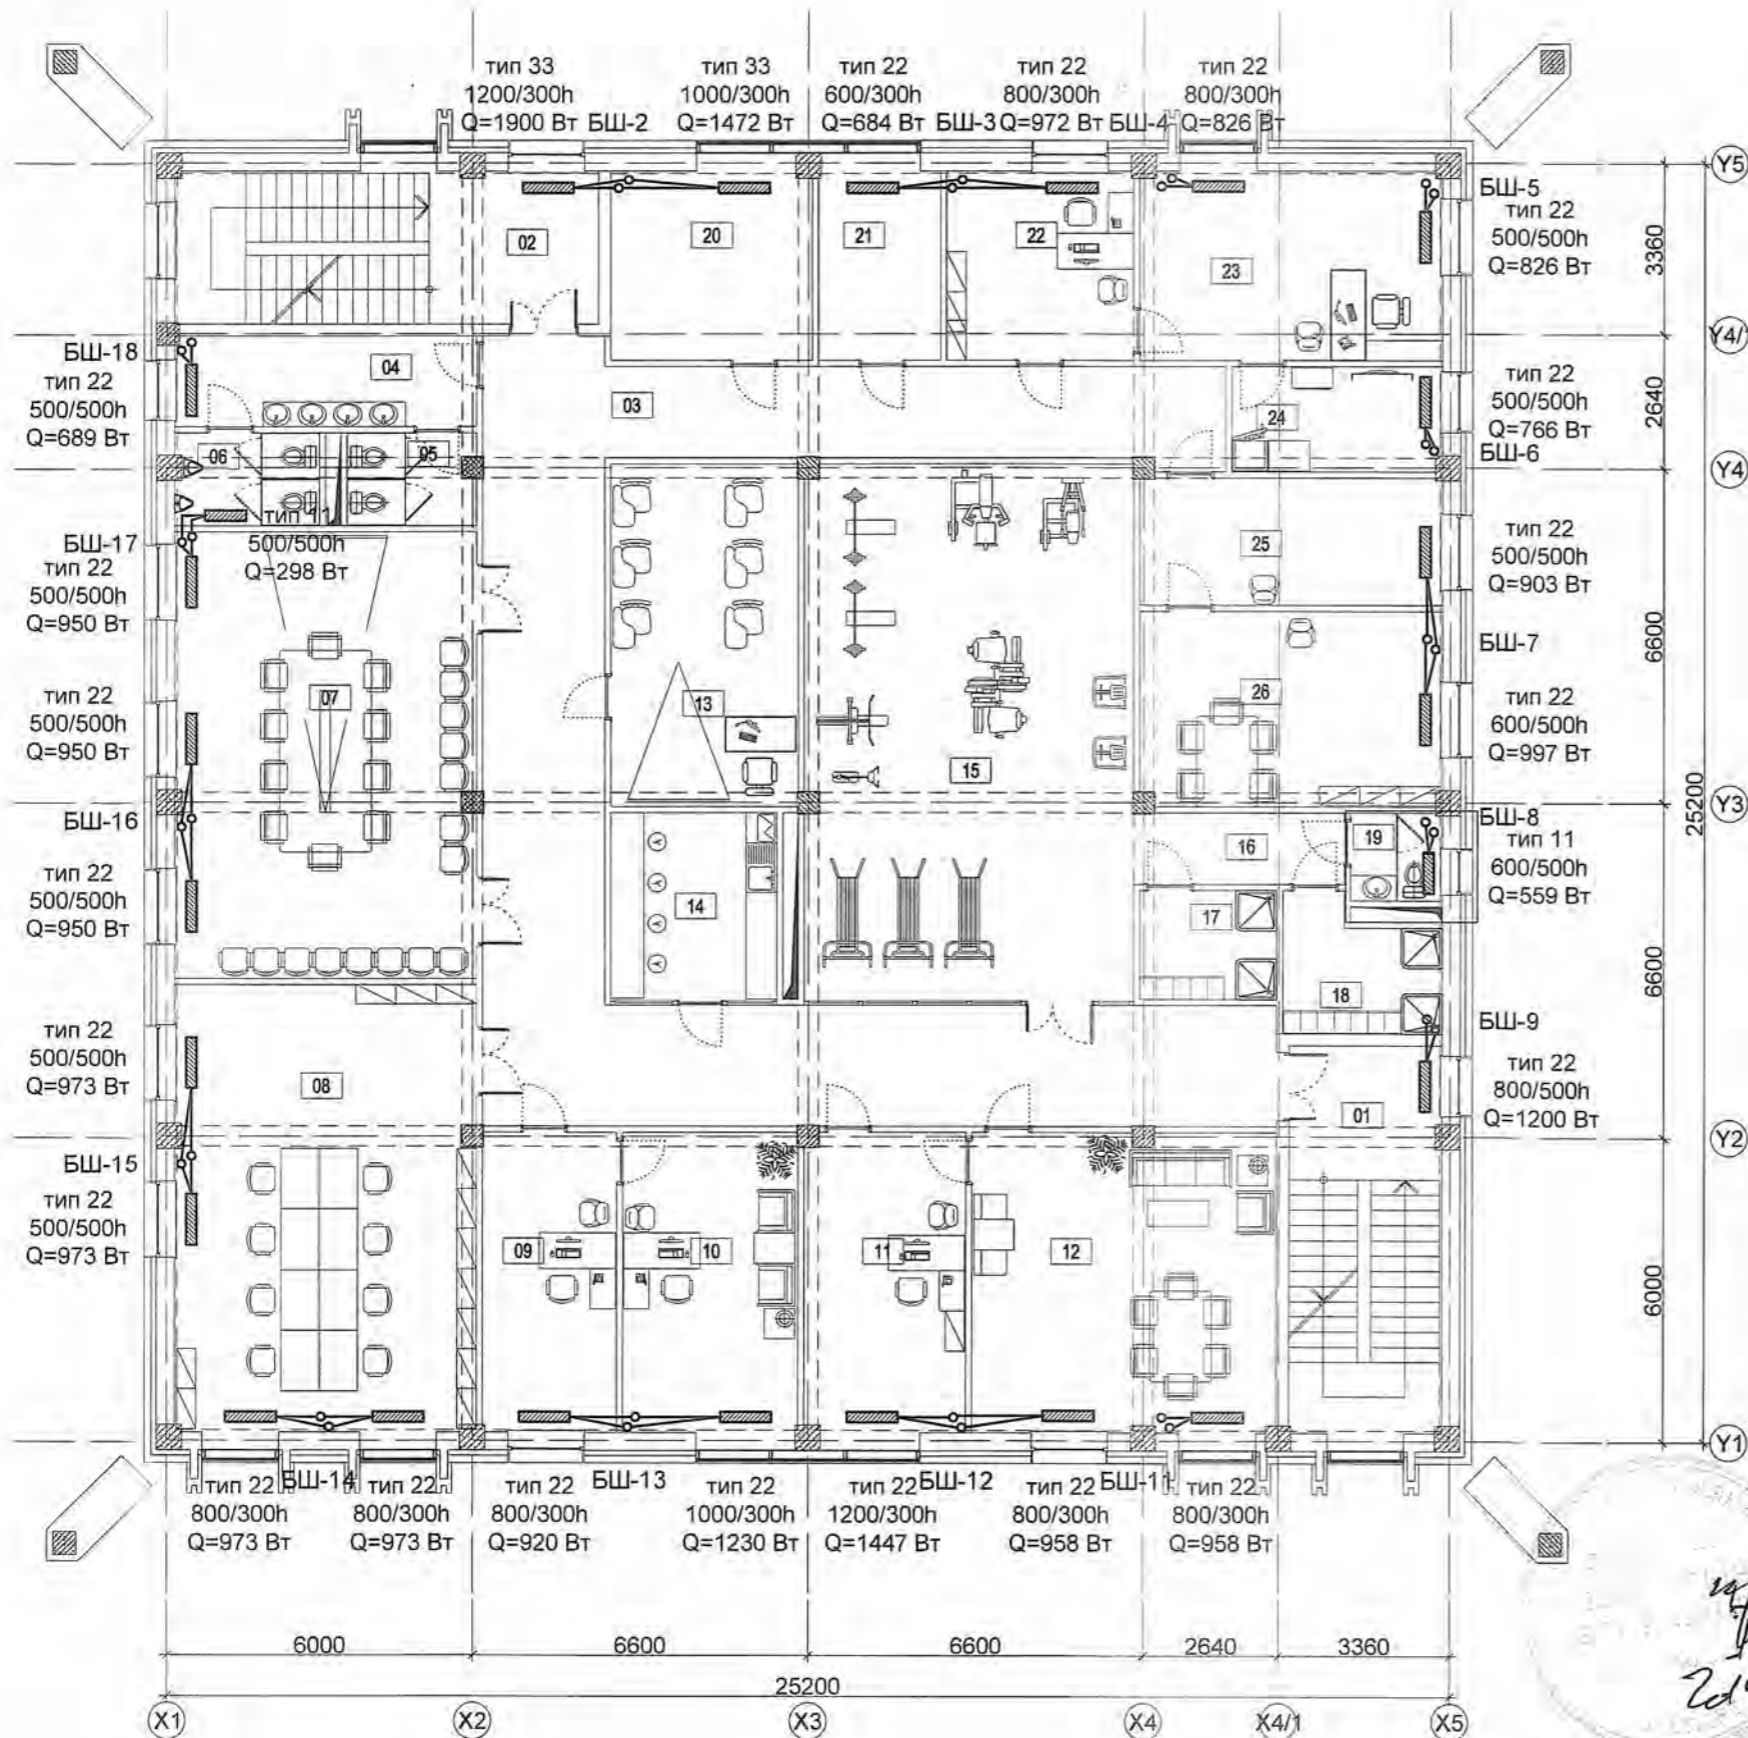 тип 33
1200/300h
Q=1900 Вт
БШ-2
тип 33
1000/300h
Q=1472 Вт
тип 22
600/300h
Q=684 Вт
БШ-3
тип 22
800/300h
Q=972 Вт
БШ-4
тип 22
800/300h
Q=826 Вт
Y5
БШ-5
тип 22
500/500h
Q=826 Вт
3360
02
20
21
22
23
Y4/
БШ-18
тип 22
500/500h
Q=689 Вт
04
03
24
тип 22
500/500h
Q=766 Вт
БШ-6
2640
06
05
Y4
тип 11
500/500h
Q=298 Вт
БШ-17
тип 22
500/500h
Q=950 Вт
25
тип 22
500/500h
Q=903 Вт
БШ-7
6600
07
13
26
тип 22
500/500h
Q=950 Вт
тип 22
600/500h
Q=997 Вт
15
Y3
25200
БШ-16
тип 22
500/500h
Q=950 Вт
14
16
19
17
18
БШ-8
тип 11
600/500h
Q=559 Вт
6600
БШ-9
тип 22
800/500h
Q=1200 Вт
тип 22
500/500h
Q=973 Вт
08
01
Y2
БШ-15
тип 22
500/500h
Q=973 Вт
09
10
11
12
6000
Y1
тип 22
800/300h
Q=973 Вт
БШ-14
тип 22
800/300h
Q=973 Вт
тип 22
800/300h
Q=920 Вт
БШ-13
тип 22
1000/300h
Q=1230 Вт
тип 22
1200/300h
Q=1447 Вт
БШ-12
тип 22
800/300h
Q=958 Вт
БШ-11
тип 22
800/300h
Q=958 Вт
6000
6600
6600
2640
3360
25200
X1
X2
X3
X4
X4/1
X5